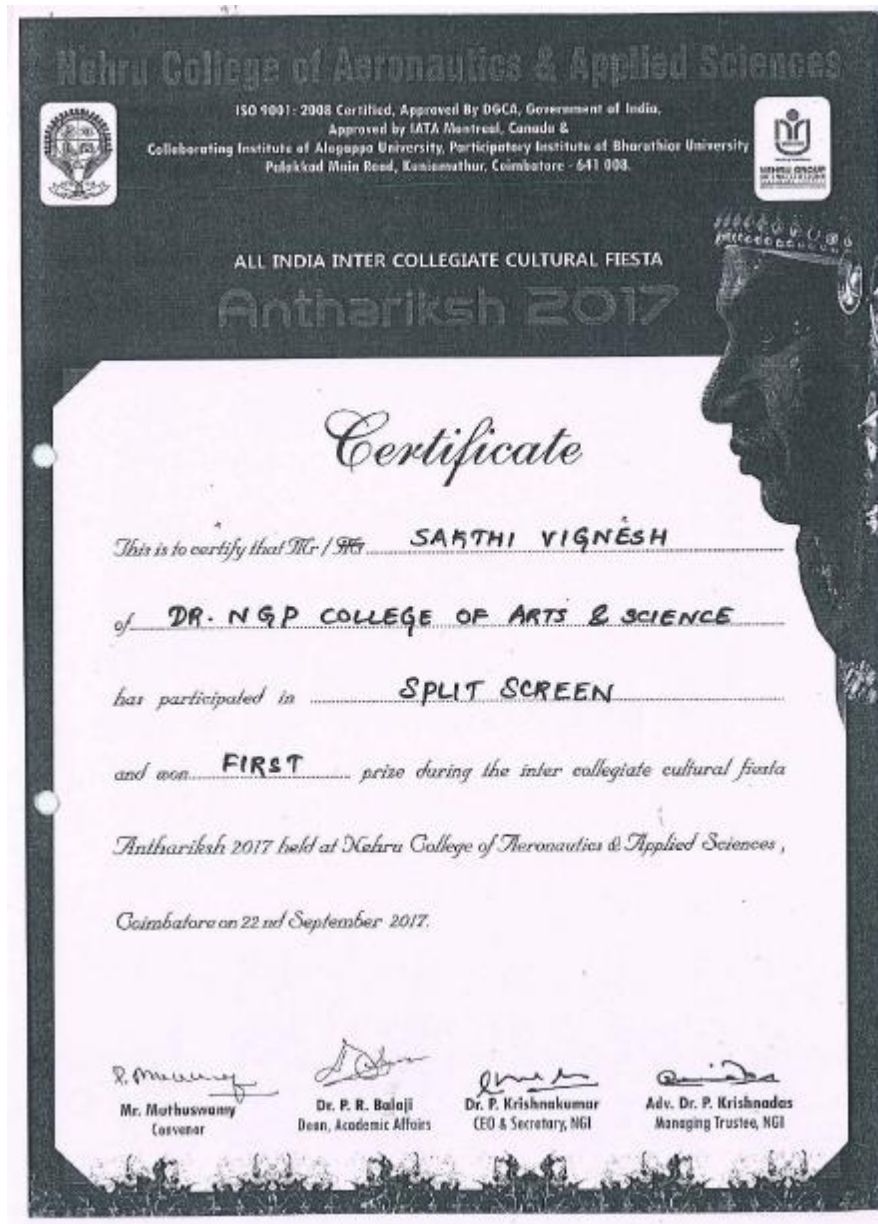 Nehru College of Aeronautics & Applied Sciences
ISO 9001: 2008 Certified, Approved By DGCA, Government of India,
Approved by IATA Montreal, Canada &
Collaborating Institute of Alagappa University, Participatory Institute of Bharathiar University
Palakkad Main Road, Kuniamuthur, Coimbatore - 641 008.
NEHRU GROUP
ALL INDIA INTER COLLEGIATE CULTURAL FIESTA
Anthariksh 2017
Certificate
This is to certify that Mr / Ms SAKTHI VIGNESH
of DR. NGP COLLEGE OF ARTS & SCIENCE
has participated in SPLIT SCREEN
and won FIRST prize during the inter collegiate cultural fiesta
Anthariksh 2017 held at Nehru College of Aeronautics & Applied Sciences,
Coimbatore on 22 nd September 2017.
Mr. Muthuswamy Dr. P. R. Balaji Dr. P. Krishnakumar Adv. Dr. P. Krishnadas
Convenor Dean, Academic Affairs CEO & Secretary, NGI Managing Trustee, NGI